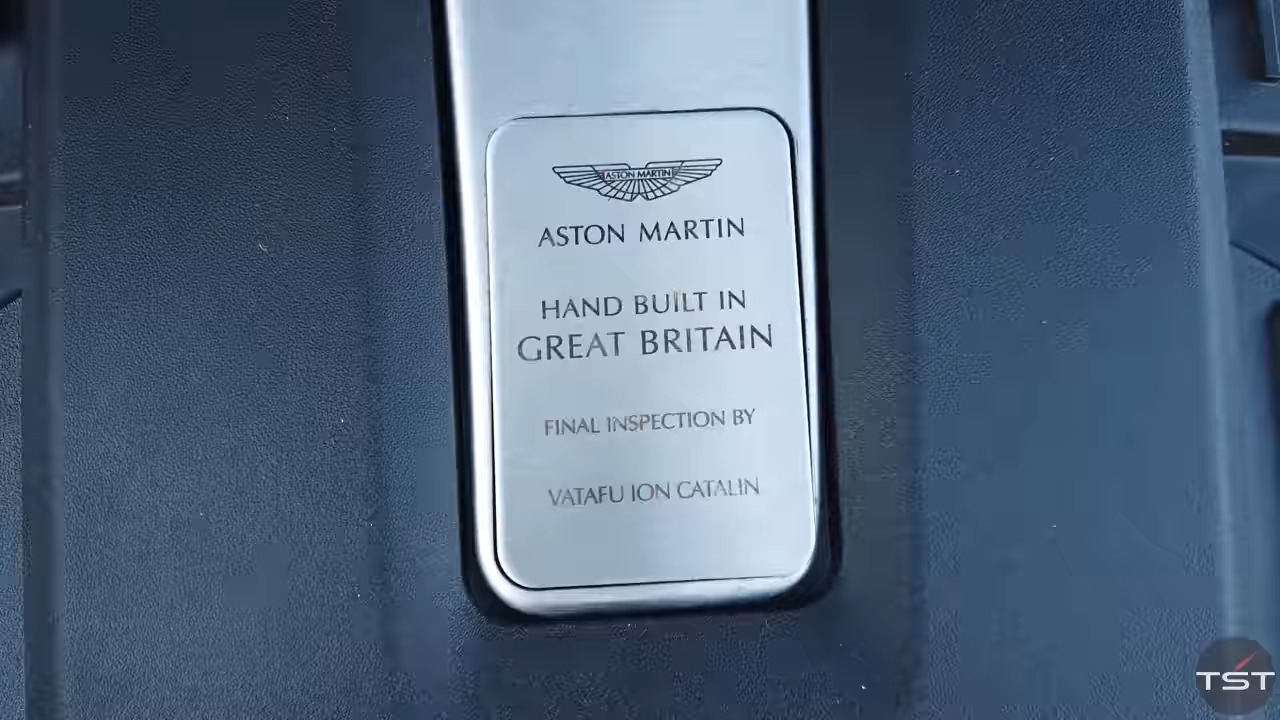 ASTON MARTIN
ASTON MARTIN
HAND BUILT IN
GREAT BRITAIN
FINAL INSPECTION BY
VATAFU ION CATALIN
TST